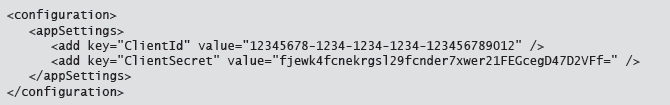 <configuration>
<appSettings>
<add key="ClientId" value="12345678-1234-1234-1234-123456789012" />
<add key="ClientSecret" value="fjewk4fcnekrgsl29fcnder7xwer21FEGcegD47D2VFf=" />
</appSettings>
</configuration>